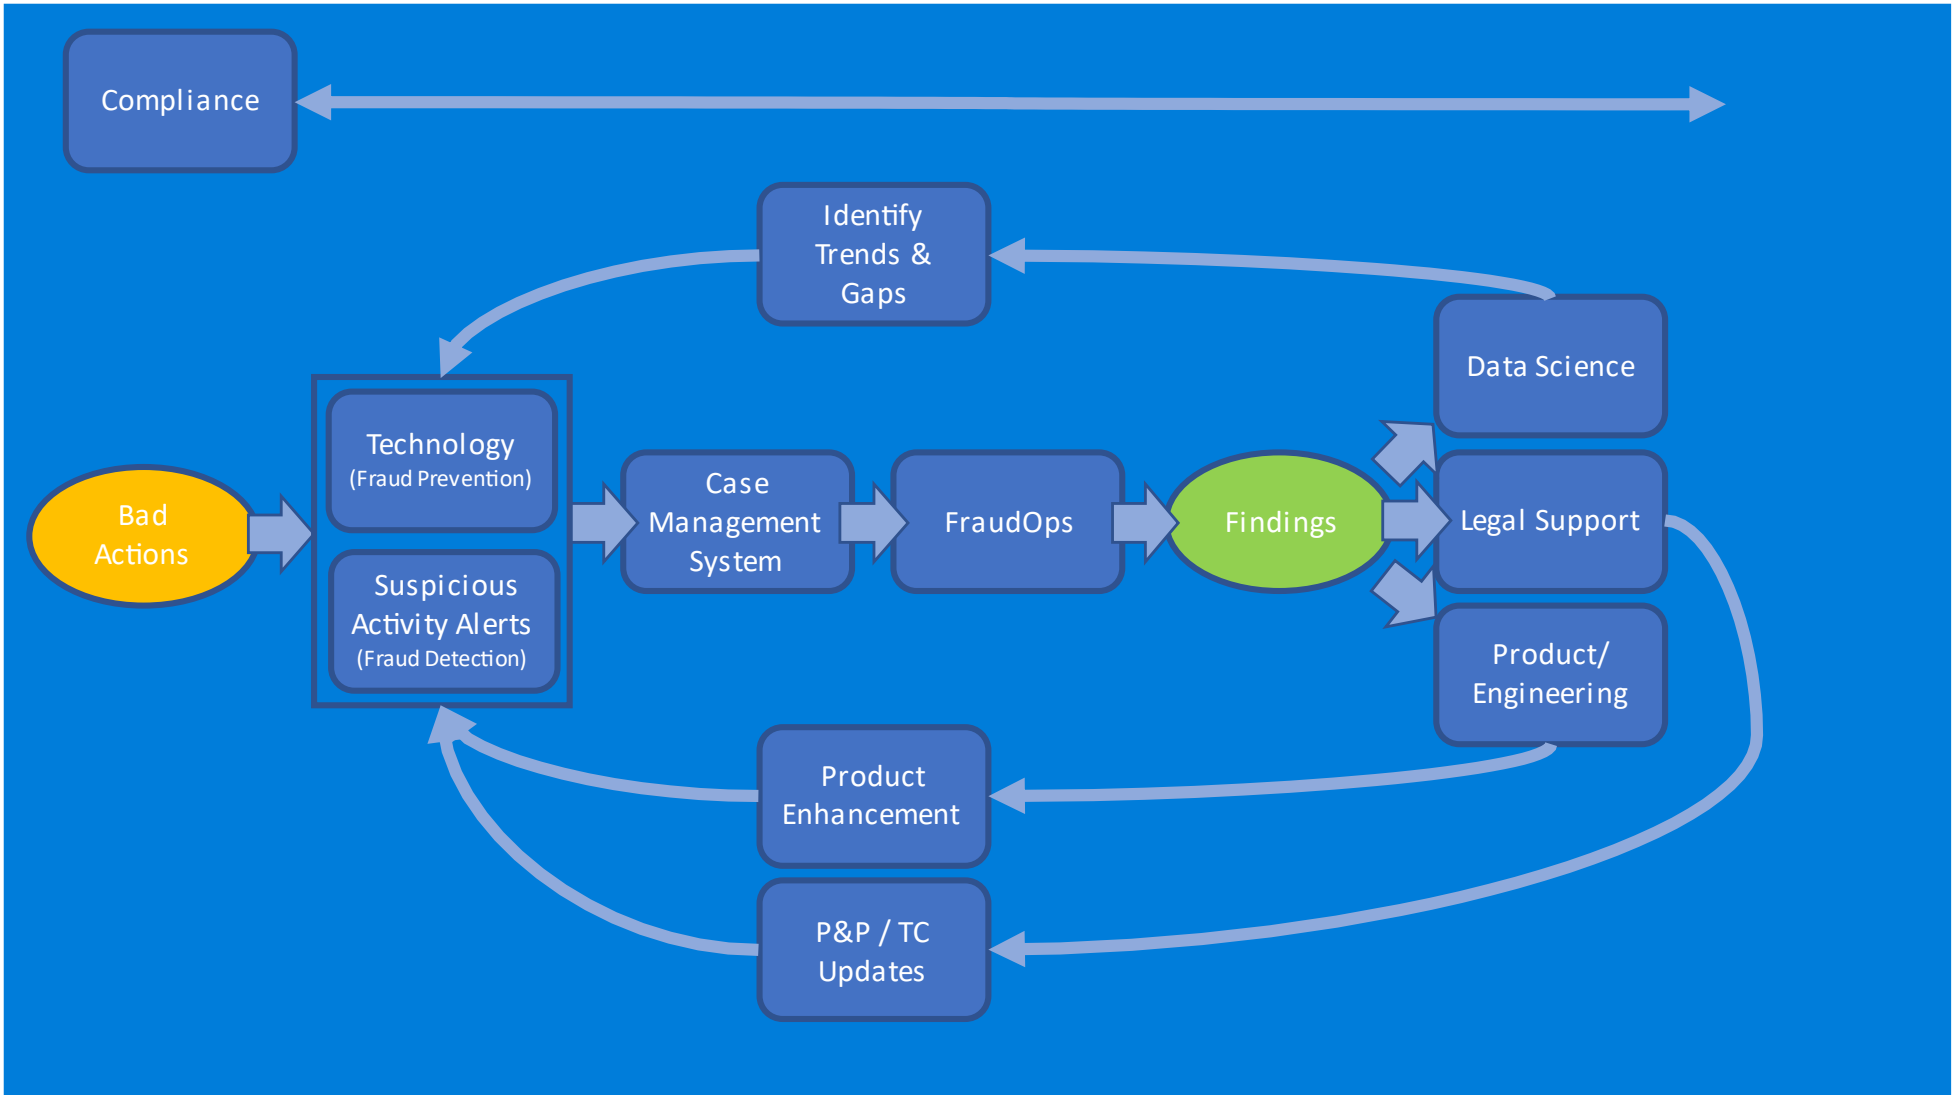 Compliance
Identify
Trends &
Gaps
Data Science
Technology
(Fraud Prevention)
Bad
Actions
Suspicious
Activity Alerts
(Fraud Detection)
Case
Management
System
FraudOps
Findings
Legal Support
Product/
Engineering
Product
Enhancement
P&P / TC
Updates